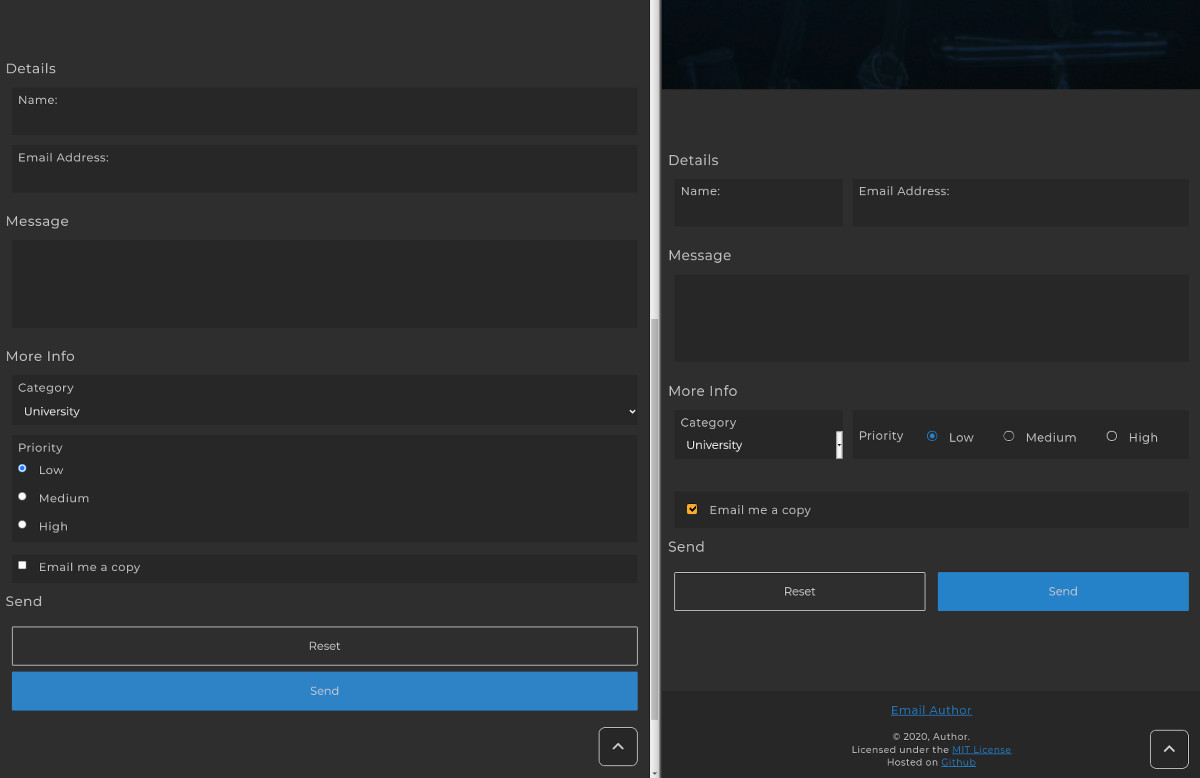 Details
Name:
Email Address:
Message
More Info
Category
University
Priority
Low
Medium
High
Email me a copy
Send
Reset
Send
Details
Name: Email Address:
Message
More Info
Category
University
Priority Low Medium High
Email me a copy
Send
Reset Send
Email Author
© 2020, Author.
Licensed under the MIT License
Hosted on Github